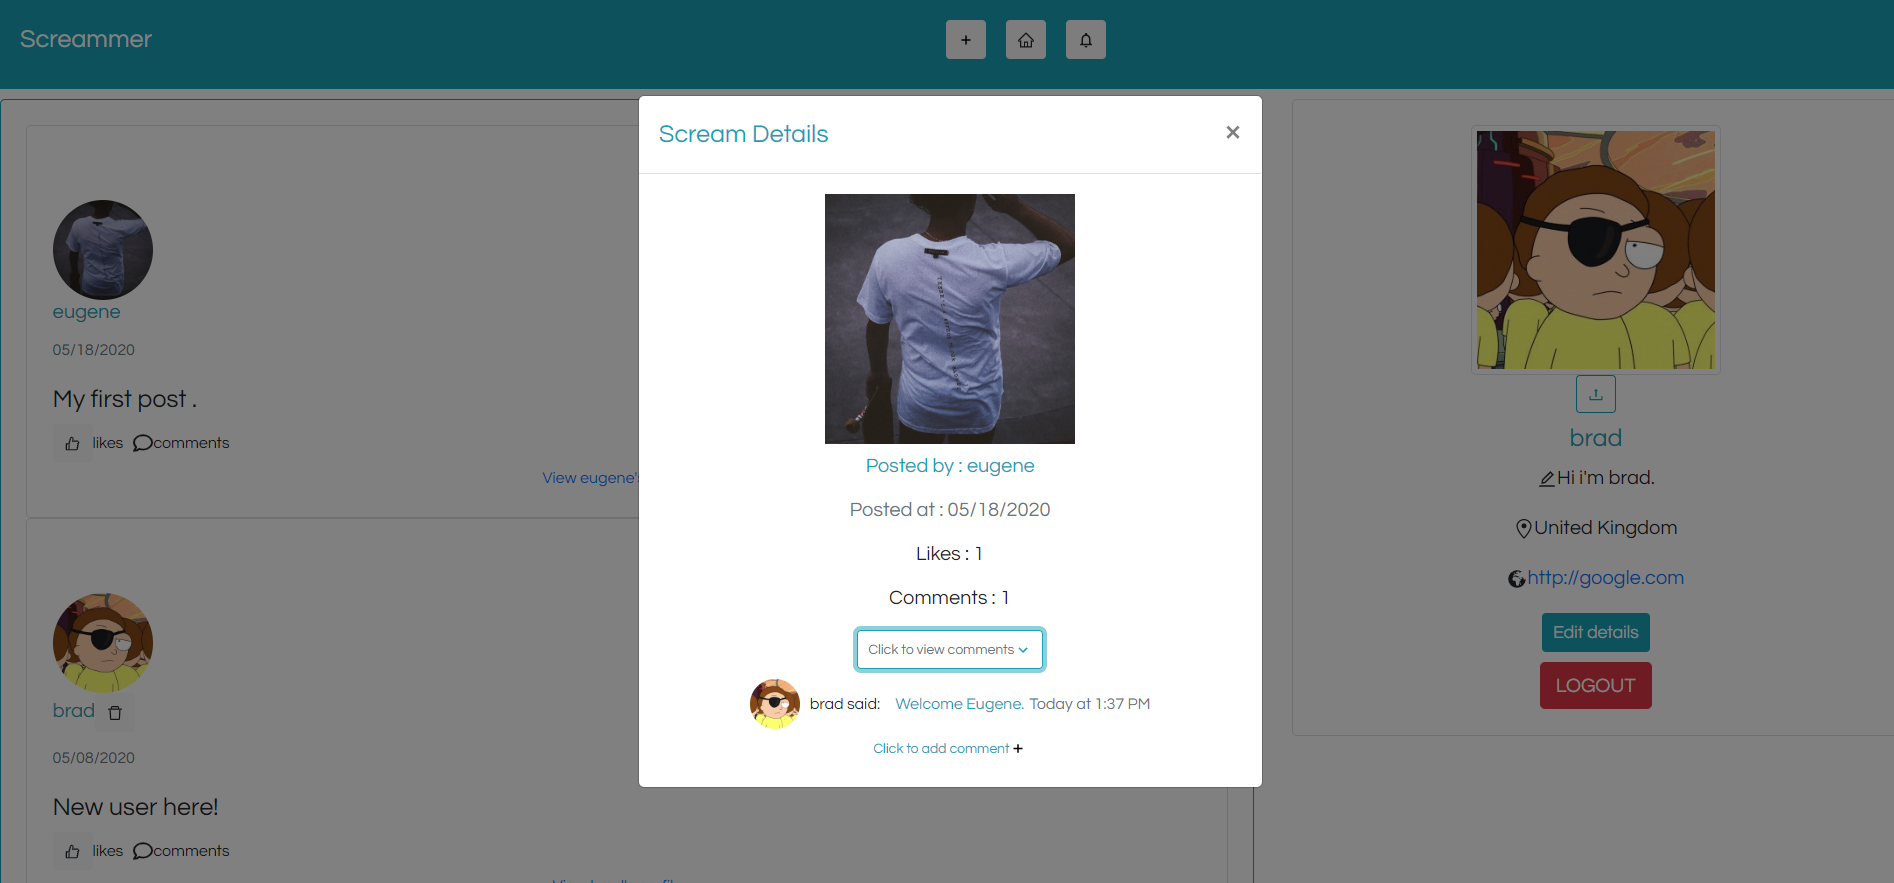 Screammer
Scream Details
×
Posted by : eugene
Posted at : 05/18/2020
Likes : 1
Comments : 1
Click to view comments
brad said: Welcome Eugene. Today at 1:37 PM
Click to add comment
eugene
05/18/2020
My first post .
likes comments
View eugene's
brad
05/08/2020
New user here!
likes comments
brad
Hi i'm brad.
United Kingdom
http://google.com
Edit details
LOGOUT